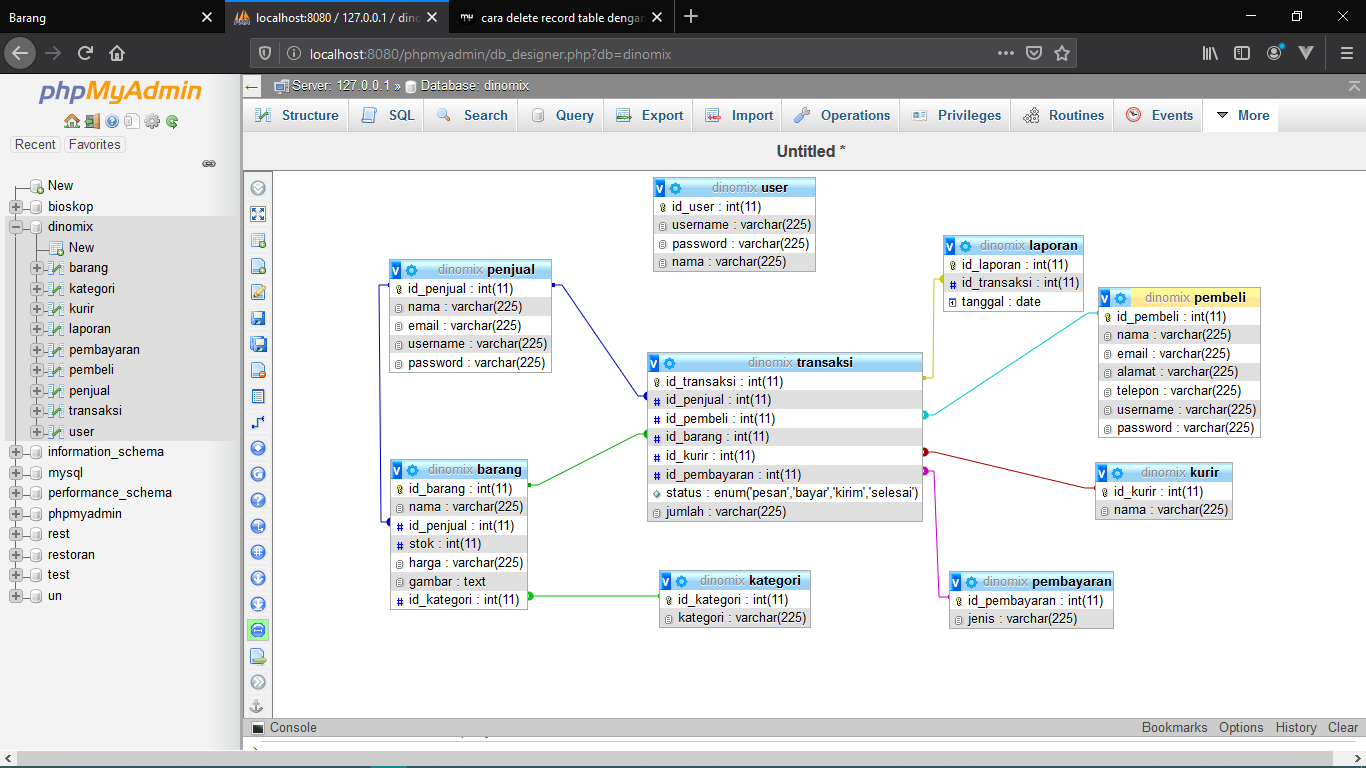 Barang
localhost:8080 / 127.0.0.1 / dino
cara delete record table dengan
localhost:8080/phpmyadmin/db_designer.php?db=dinomix
phpMyAdmin
Recent
Favorites
New
bioskop
dinomix
New
barang
kategori
kurir
laporan
pembayaran
pembeli
penjual
transaksi
user
information_schema
mysql
performance_schema
phpmyadmin
rest
restoran
test
un
Server: 127.0.0.1 » Database: dinomix
Structure
SQL
Search
Query
Export
Import
Operations
Privileges
Routines
Events
More
Untitled *
dinomix user
id_user : int(11)
username : varchar(225)
password : varchar(225)
nama : varchar(225)
dinomix laporan
id_laporan : int(11)
id_transaksi : int(11)
tanggal : date
dinomix penjual
id_penjual : int(11)
nama : varchar(225)
email : varchar(225)
username : varchar(225)
password : varchar(225)
dinomix pembeli
id_pembeli : int(11)
nama : varchar(225)
email : varchar(225)
alamat : varchar(225)
telepon : varchar(225)
username : varchar(225)
password : varchar(225)
dinomix transaksi
id_transaksi : int(11)
id_penjual : int(11)
id_pembeli : int(11)
id_barang : int(11)
id_kurir : int(11)
id_pembayaran : int(11)
status : enum('pesan','bayar','kirim','selesai')
jumlah : varchar(225)
dinomix barang
id_barang : int(11)
nama : varchar(225)
id_penjual : int(11)
stok : int(11)
harga : varchar(225)
gambar : text
id_kategori : int(11)
dinomix kurir
id_kurir : int(11)
nama : varchar(225)
dinomix kategori
id_kategori : int(11)
kategori : varchar(225)
dinomix pembayaran
id_pembayaran : int(11)
jenis : varchar(225)
Console
Bookmarks
Options
History
Clear